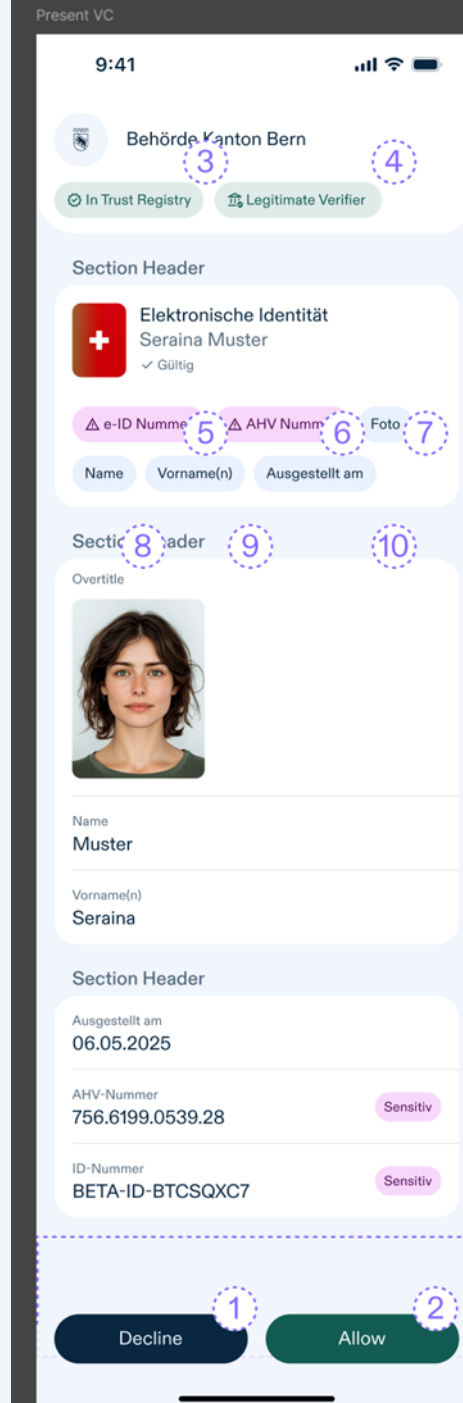 Present VC
9:41
Behörde Kanton Bern
3
4
In Trust Registry
Legitimate Verifier
Section Header
Elektronische Identität
Seraina Muster
Gültig
e-ID Numme
5
AHV Numm
6
Foto
7
Name
Vorname(n)
Ausgestellt am
Section Header
8
9
10
Overtitle
Name
Muster
Vorname(n)
Seraina
Section Header
Ausgestellt am
06.05.2025
AHV-Nummer
756.6199.0539.28
Sensitiv
ID-Nummer
BETA-ID-BTCSQXC7
Sensitiv
1
2
Decline
Allow